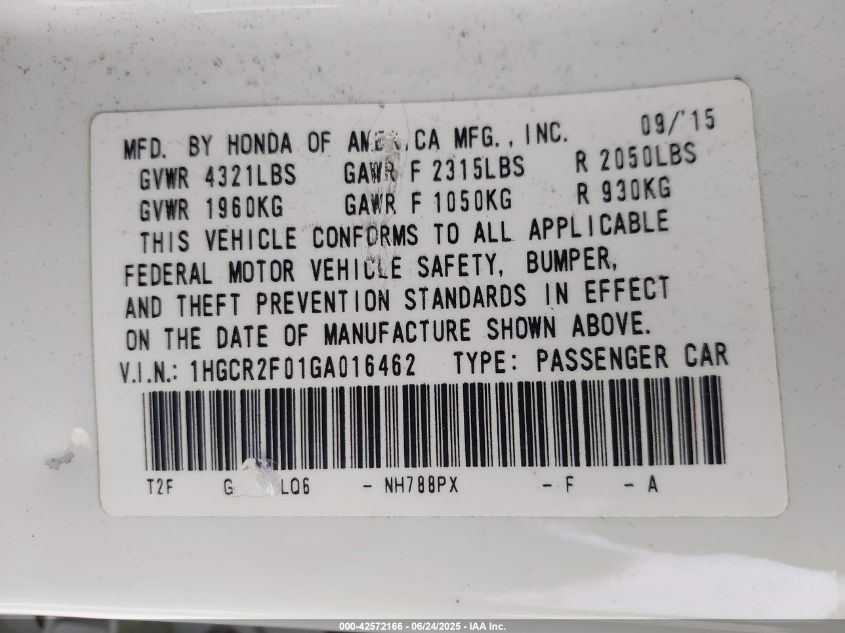 MFD. BY HONDA OF AMERICA MFG., INC. 09/'15
GVWR 4321LBS GAWR F 2315LBS R 2050LBS
GVWR 1960KG GAWR F 1050KG R 930KG
THIS VEHICLE CONFORMS TO ALL APPLICABLE
FEDERAL MOTOR VEHICLE SAFETY, BUMPER,
AND THEFT PREVENTION STANDARDS IN EFFECT
ON THE DATE OF MANUFACTURE SHOWN ABOVE.
V.I.N.: 1HGCR2F01GA016462 TYPE: PASSENGER CAR
T2F G LQ6 - NH788PX - F - A
000-42572166 - 06/24/2025 - IAA Inc.